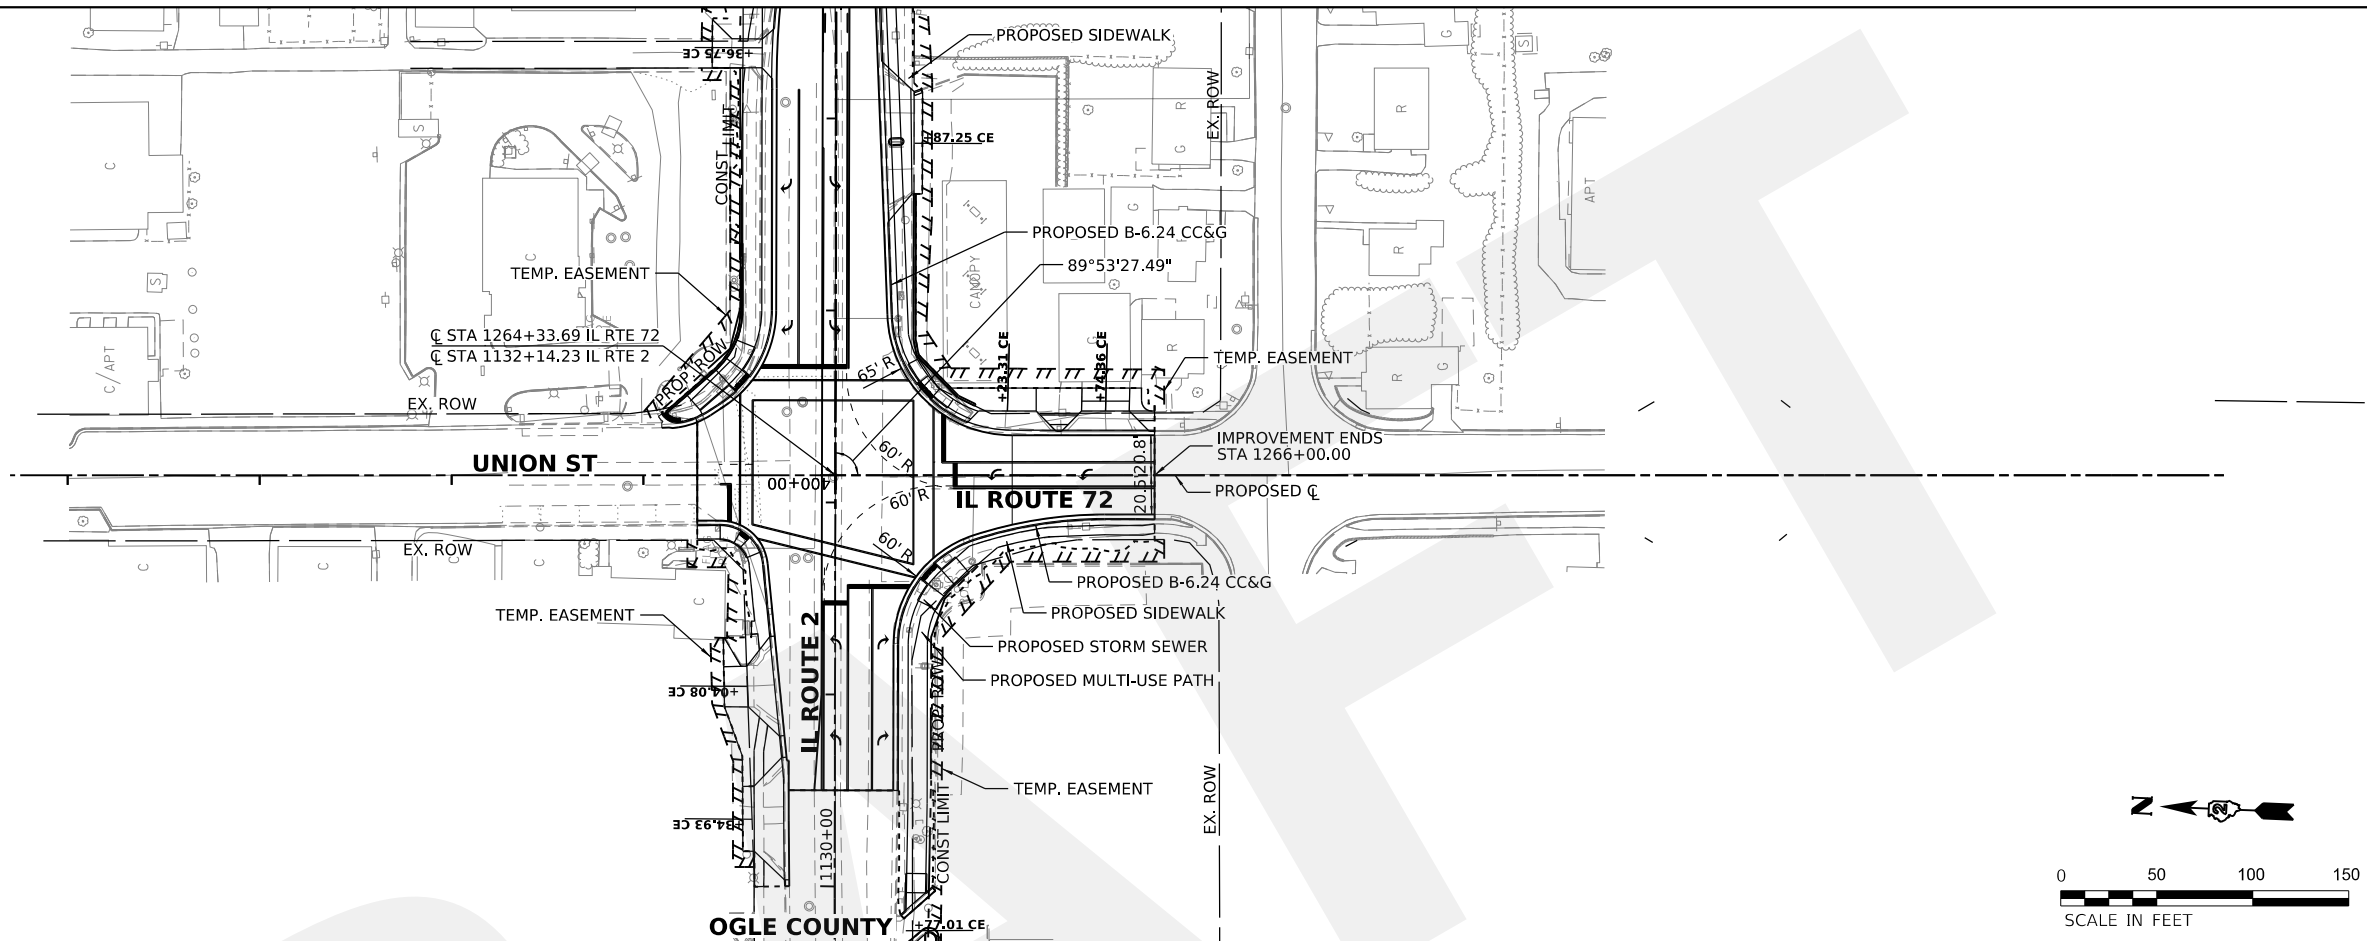 PROPOSED SIDEWALK
+36.75 CE
CONST LIMIT
+87.25 CE
EX. ROW
PROPOSED B-6.24 CC&G
89°53'27.49"
TEMP. EASEMENT
CANOPY
℄ STA 1264+33.69 IL RTE 72
℄ STA 1132+14.23 IL RTE 2
PROP. ROW
65' R
+23.31 CE
+74.36 CE
TEMP. EASEMENT
C
C
S
S
C/APT
R
G
R
G
G
R
R
G
R
R
G
G
S
APT
EX. ROW
UNION ST
60' R
400+00
60' R
IL ROUTE 72
20.8'
20.5'
IMPROVEMENT ENDS
STA 1266+00.00
PROPOSED ℄
EX. ROW
60' R
C
C
C
C
C
PROPOSED B-6.24 CC&G
TEMP. EASEMENT
PROPOSED SIDEWALK
PROPOSED STORM SEWER
PROPOSED MULTI-USE PATH
IL ROUTE 2
+04.08 CE
PROP. ROW
TEMP. EASEMENT
+34.93 CE
1130+00
CONST LIMIT
EX. ROW
OGLE COUNTY
+77.01 CE
N
2
0 50 100 150
SCALE IN FEET
DRAFT